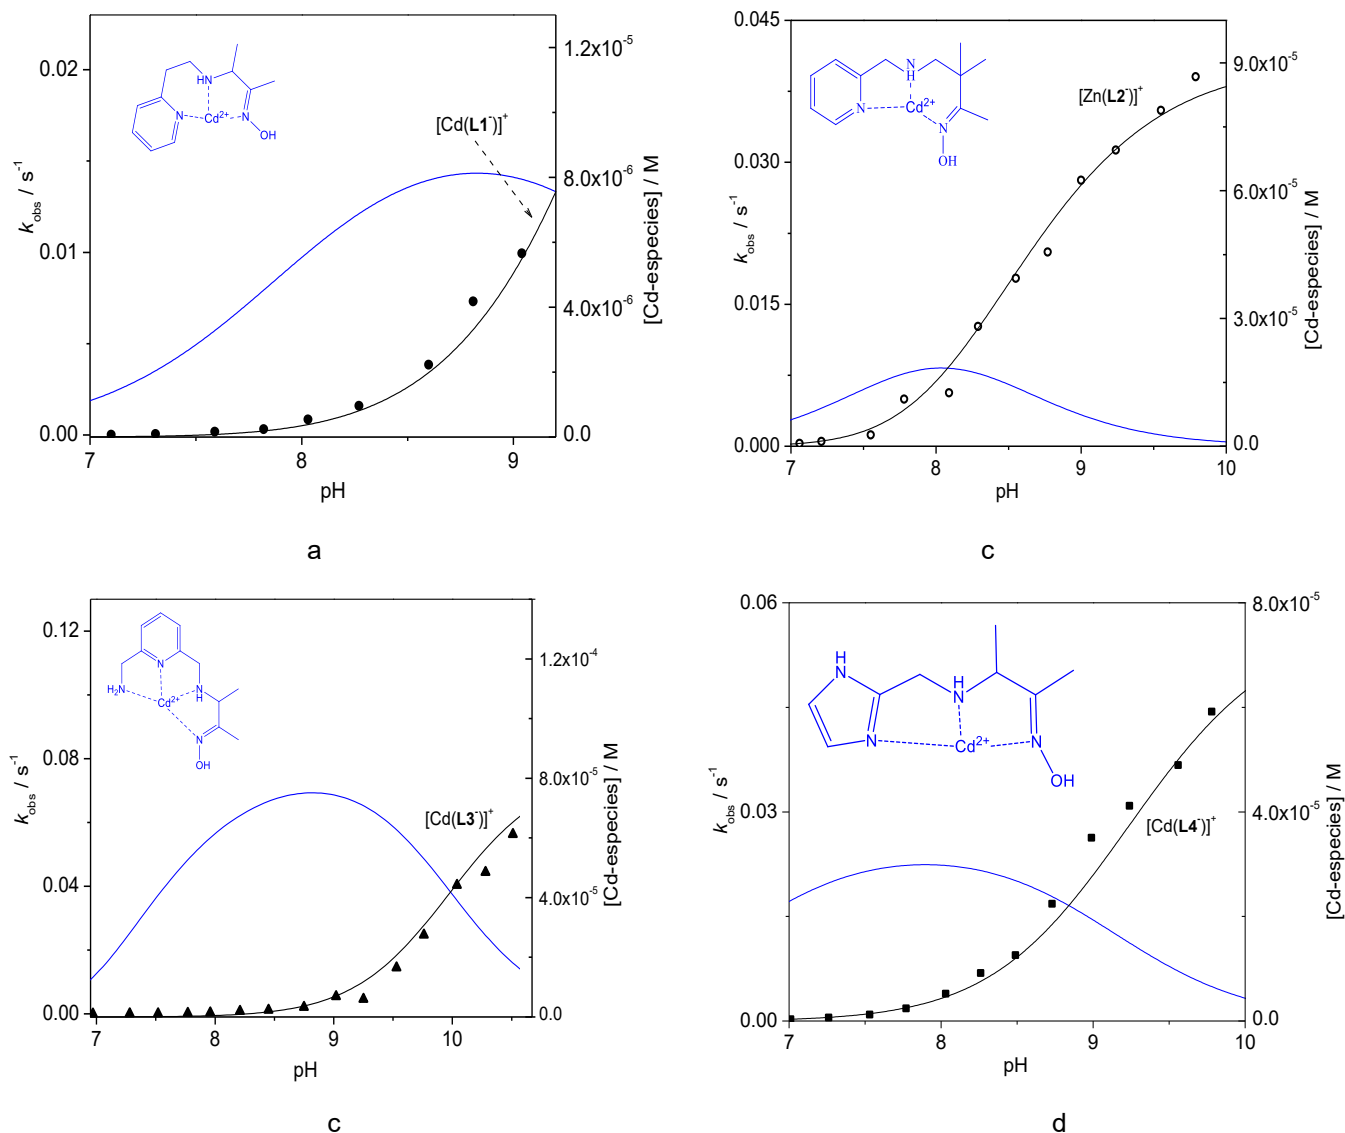 0.02
0.01
0.00
k_obs / s⁻¹
7
8
9
pH
1.2x10⁻⁵
8.0x10⁻⁶
4.0x10⁻⁶
0.0
[Cd-especies] / M
[Cd(L1⁻)]⁺
HN
N
Cd²⁺
N
OH
a
0.045
0.030
0.015
0.000
k_obs / s⁻¹
7
8
9
10
pH
9.0x10⁻⁵
6.0x10⁻⁵
3.0x10⁻⁵
0.0
[Cd-especies] / M
[Zn(L2⁻)]⁺
N
H
N
Cd²⁺
N
OH
c
0.12
0.08
0.04
0.00
k_obs / s⁻¹
7
8
9
10
pH
1.2x10⁻⁴
8.0x10⁻⁵
4.0x10⁻⁵
0.0
[Cd-especies] / M
[Cd(L3⁻)]⁺
N
H₂N
N
H
Cd²⁺
N
OH
c
0.06
0.03
0.00
k_obs / s⁻¹
7
8
9
10
pH
8.0x10⁻⁵
4.0x10⁻⁵
0.0
[Cd-especies] / M
[Cd(L4⁻)]⁺
H
N
H
N
N
Cd²⁺
N
OH
d